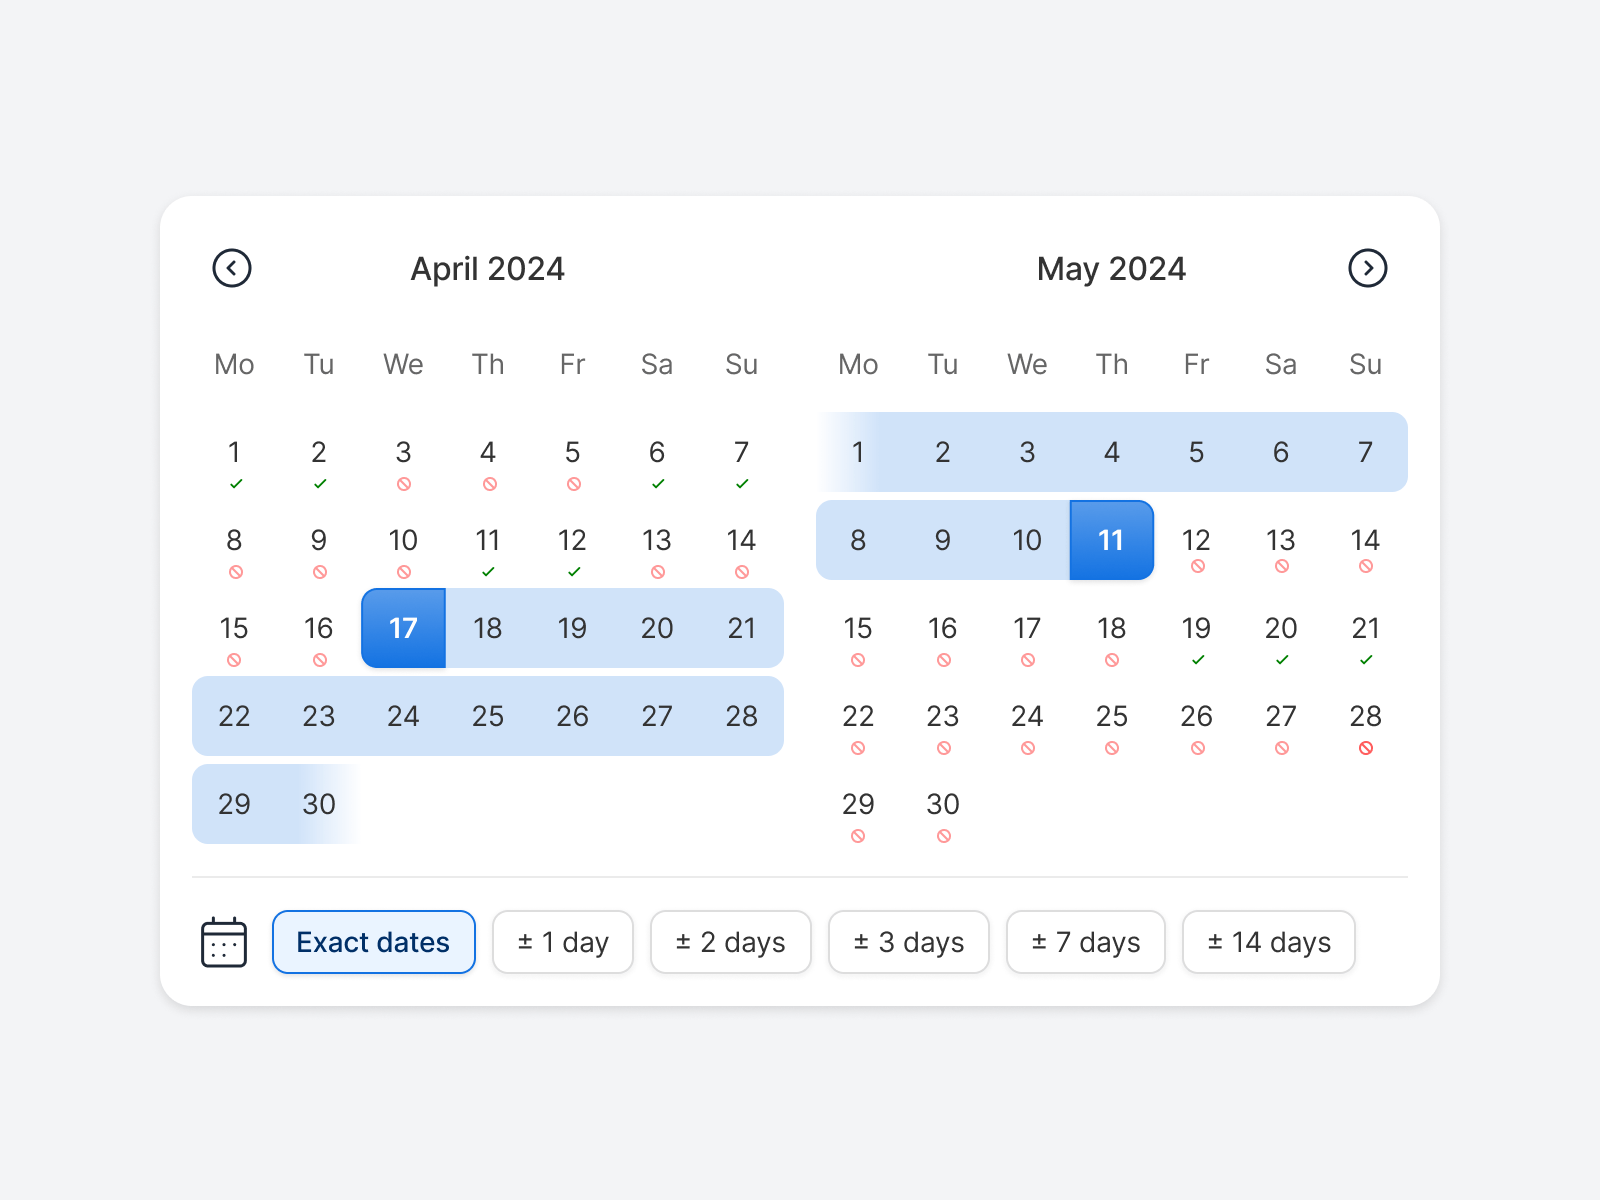 April 2024
Mo Tu We Th Fr Sa Su
1 2 3 4 5 6 7
8 9 10 11 12 13 14
15 16 17 18 19 20 21
22 23 24 25 26 27 28
29 30
May 2024
Mo Tu We Th Fr Sa Su
1 2 3 4 5 6 7
8 9 10 11 12 13 14
15 16 17 18 19 20 21
22 23 24 25 26 27 28
29 30
Exact dates ± 1 day ± 2 days ± 3 days ± 7 days ± 14 days